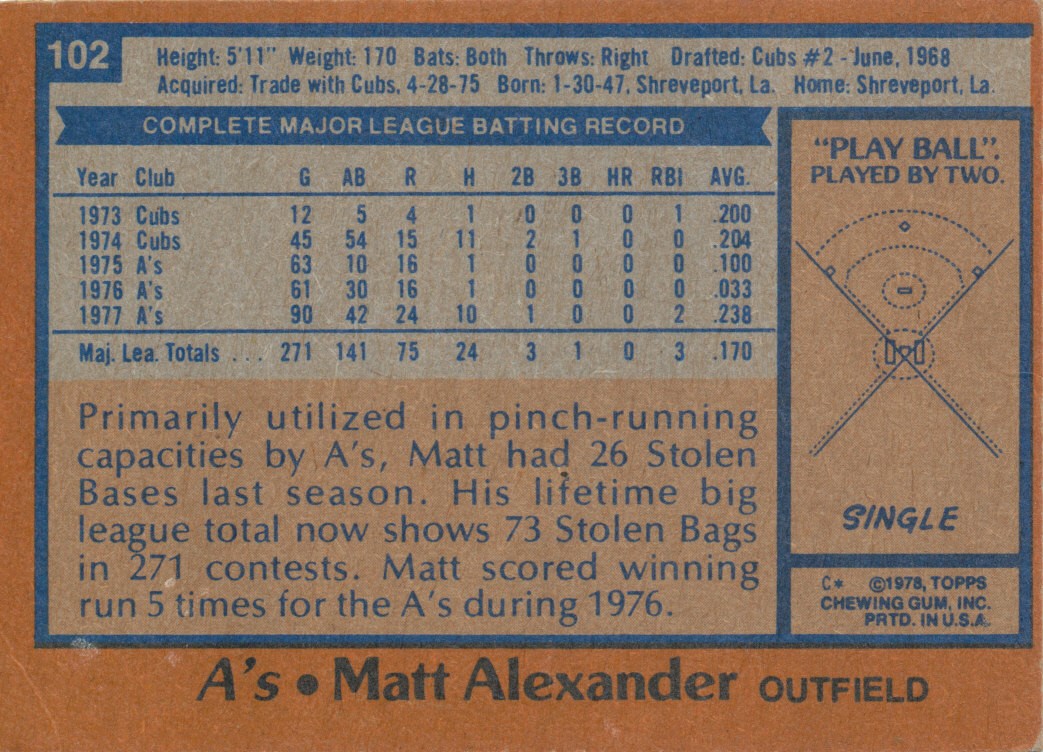 102
Height: 5'11" Weight: 170 Bats: Both Throws: Right Drafted: Cubs #2 - June, 1968
Acquired: Trade with Cubs, 4-28-75 Born: 1-30-47, Shreveport, La. Home: Shreveport, La.
COMPLETE MAJOR LEAGUE BATTING RECORD
Year Club G AB R H 2B 3B HR RBI AVG.
1973 Cubs 12 5 4 1 0 0 0 1 .200
1974 Cubs 45 54 15 11 2 1 0 0 .204
1975 A's 63 10 16 1 0 0 0 0 .100
1976 A's 61 30 16 1 0 0 0 0 .033
1977 A's 90 42 24 10 1 0 0 2 .238
Maj. Lea. Totals . . . 271 141 75 24 3 1 0 3 .170
Primarily utilized in pinch-running
capacities by A's, Matt had 26 Stolen
Bases last season. His lifetime big
league total now shows 73 Stolen Bags
in 271 contests. Matt scored winning
run 5 times for the A's during 1976.
"PLAY BALL".
PLAYED BY TWO.
SINGLE
C* ©1978, TOPPS
CHEWING GUM, INC.
PRTD. IN U.S.A.
A's • Matt Alexander OUTFIELD